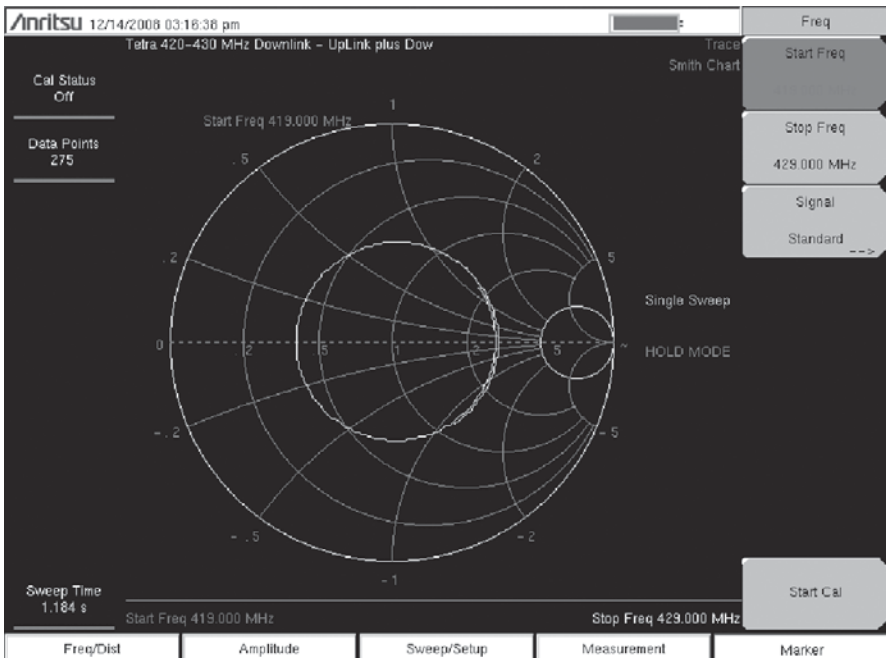 Anritsu 12/14/2008 03:16:38 pm
Freq
Tetra 420-430 MHz Downlink - UpLink plus Dow
Trace
Smith Chart
Start Freq
Cal Status
Off
Data Points
275
Stop Freq
429.000 MHz
Signal
Standard
-->
Start Freq 419.000 MHz
1
.5
2
.2
5
Single Sweep
0
.2
.5
1
2
5
~
HOLD MODE
-.2
-5
-.5
-2
-1
Sweep Time
1.184 s
Start Freq 419.000 MHz
Stop Freq 429.000 MHz
Start Cal
Freq/Dist
Amplitude
Sweep/Setup
Measurement
Marker